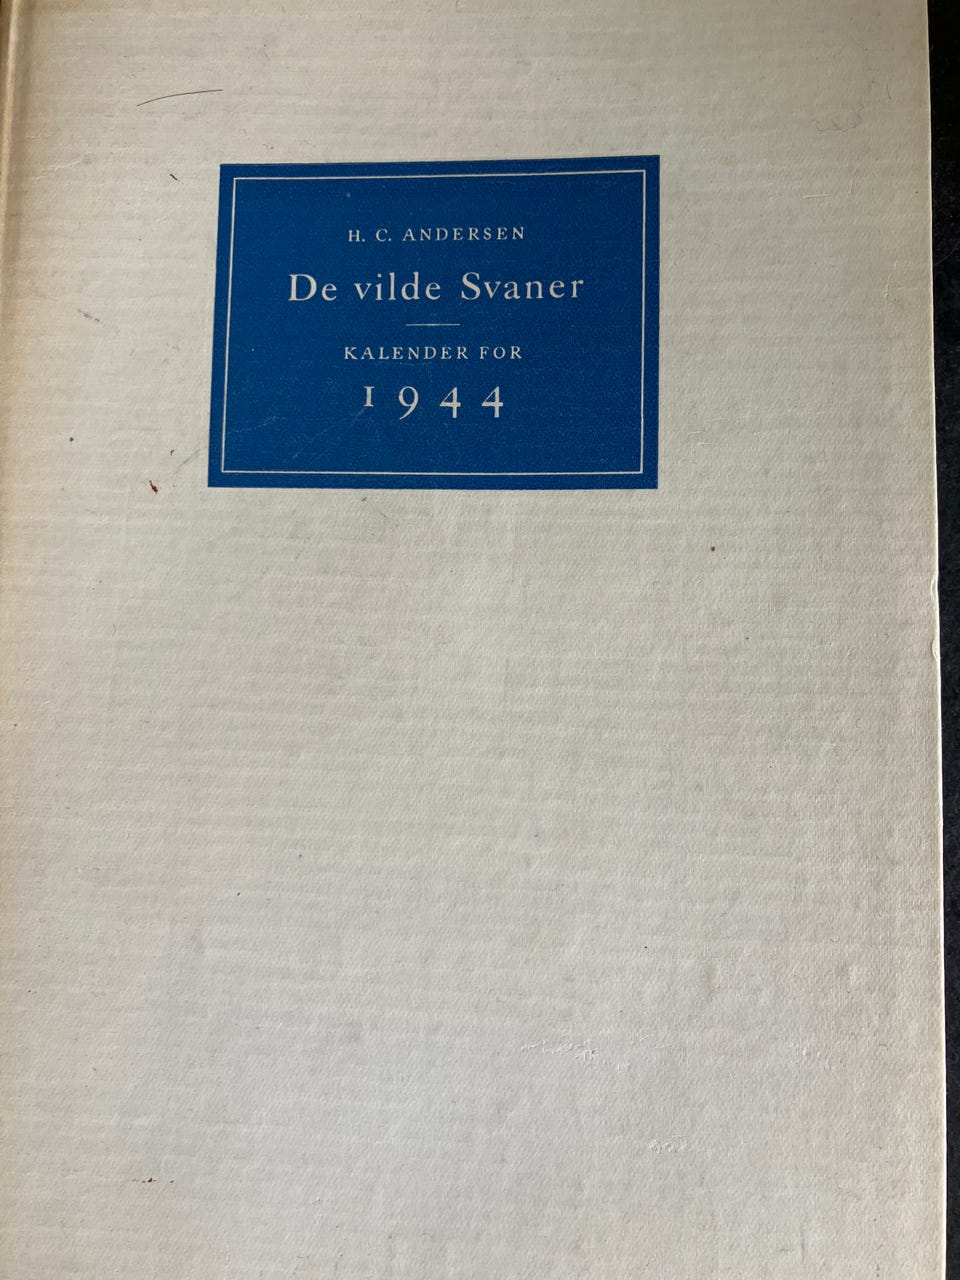 H. C. ANDERSEN
De vilde Svaner
KALENDER FOR
1944